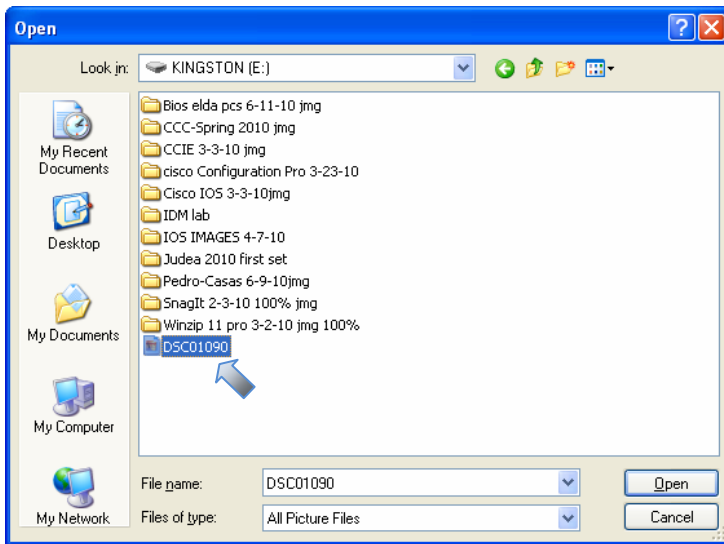 Open
Look in: KINGSTON (E:)
My Recent
Documents
Desktop
My Documents
My Computer
My Network
Bios elda pcs 6-11-10 jmg
CCC-Spring 2010 jmg
CCIE 3-3-10 jmg
cisco Configuration Pro 3-23-10
Cisco IOS 3-3-10jmg
IDM lab
IOS IMAGES 4-7-10
Judea 2010 first set
Pedro-Casas 6-9-10jmg
SnagIt 2-3-10 100% jmg
Winzip 11 pro 3-2-10 jmg 100%
DSC01090
File name: DSC01090 Open
Files of type: All Picture Files Cancel